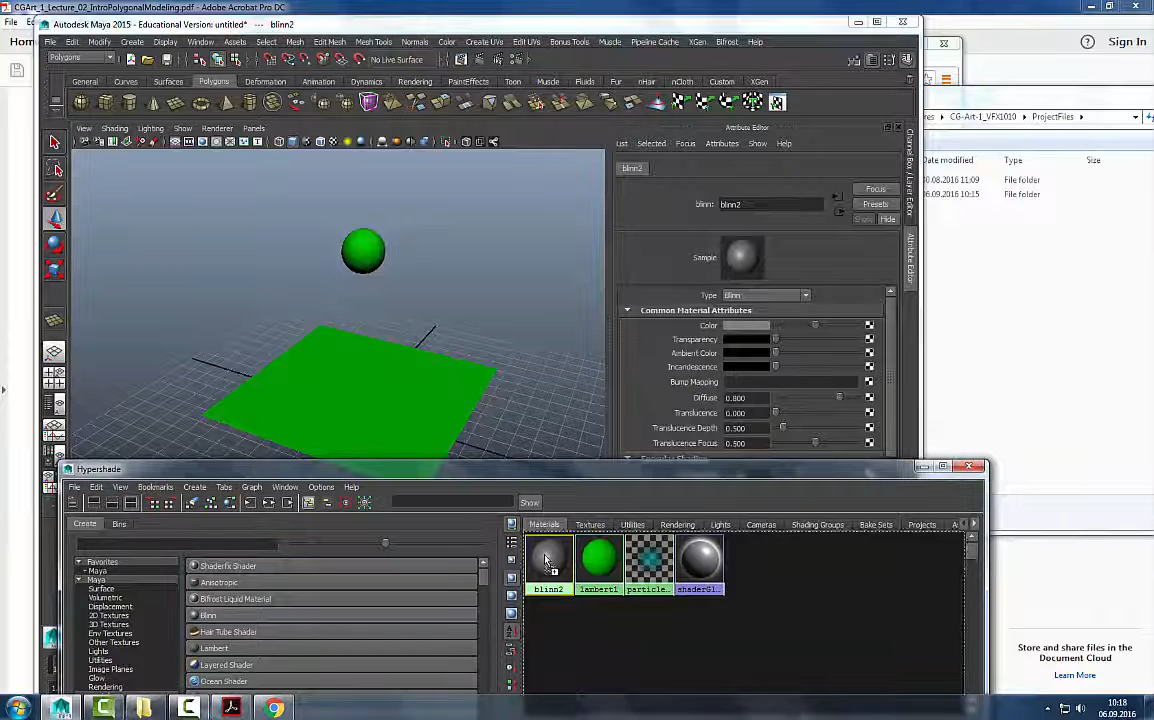 CGArt_1_Lecture_02_IntroPolygonalModeling.pdf - Adobe Acrobat Pro DC
Autodesk Maya 2015 - Educational Version: untitled* --- blinn2
File
Home
Sign In
File Edit Modify Create Display Window Assets Select Mesh Edit Mesh Mesh Tools Normals Color Create UVs Edit UVs Bonus Tools Muscle Pipeline Cache XGen Bifrost Help
Polygons
No Live Surface
General Curves Surfaces Polygons Deformation Animation Dynamics Rendering PaintEffects Toon Muscle Fluids Fur nHair nCloth Custom XGen
View Shading Lighting Show Renderer Panels
Attribute Editor
List Selected Focus Attributes Show Help
blinn2
Focus
blinn: blinn2
Presets
Show Hide
Sample
Type Blinn
Common Material Attributes
Color
Transparency
Ambient Color
Incandescence
Bump Mapping
Diffuse 0.800
Translucence 0.000
Translucence Depth 0.500
Translucence Focus 0.500
Channel Box / Layer Editor
Attribute Editor
CG-Art-1_VFX1010 ProjectFiles
Date modified Type Size
30.08.2016 11:09 File folder
06.09.2016 10:15 File folder
Hypershade
File Edit View Bookmarks Create Tabs Graph Window Options Help
Show
Create Bins
Materials Textures Utilities Rendering Lights Cameras Shading Groups Bake Sets Projects
Favorites
Maya
Maya
Surface
Volumetric
Displacement
2D Textures
3D Textures
Env Textures
Other Textures
Lights
Utilities
Image Planes
Glow
Rendering
Shaderfx Shader
Anisotropic
Bifrost Liquid Material
Blinn
Hair Tube Shader
Lambert
Layered Shader
Ocean Shader
blinn2 lambert1 particle... shaderGl...
Store and share files in the
Document Cloud
Learn More
10:18
06.09.2016